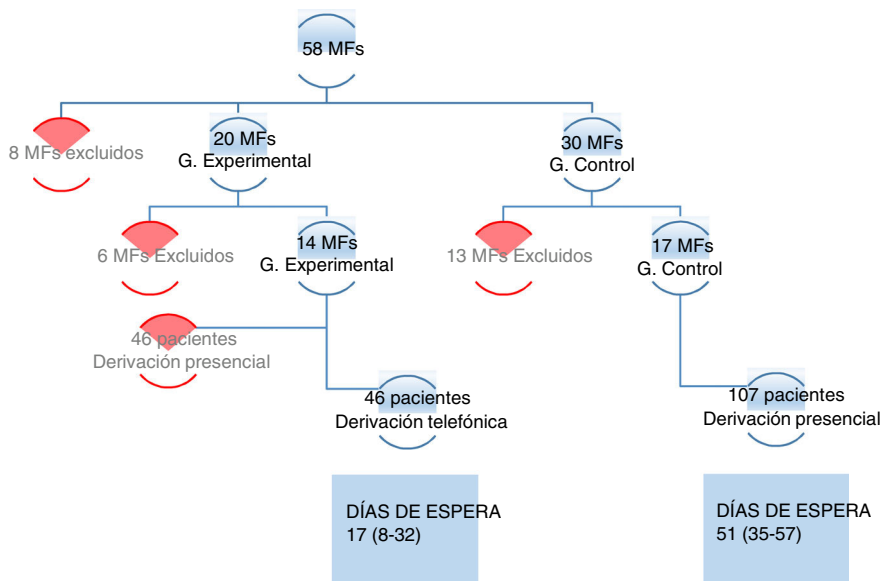 58 MFs
8 MFs excluidos
20 MFs
G. Experimental
30 MFs
G. Control
6 MFs Excluidos
14 MFs
G. Experimental
13 MFs Excluidos
17 MFs
G. Control
46 pacientes
Derivación presencial
46 pacientes
Derivación telefónica
107 pacientes
Derivación presencial
DÍAS DE ESPERA
17 (8-32)
DÍAS DE ESPERA
51 (35-57)